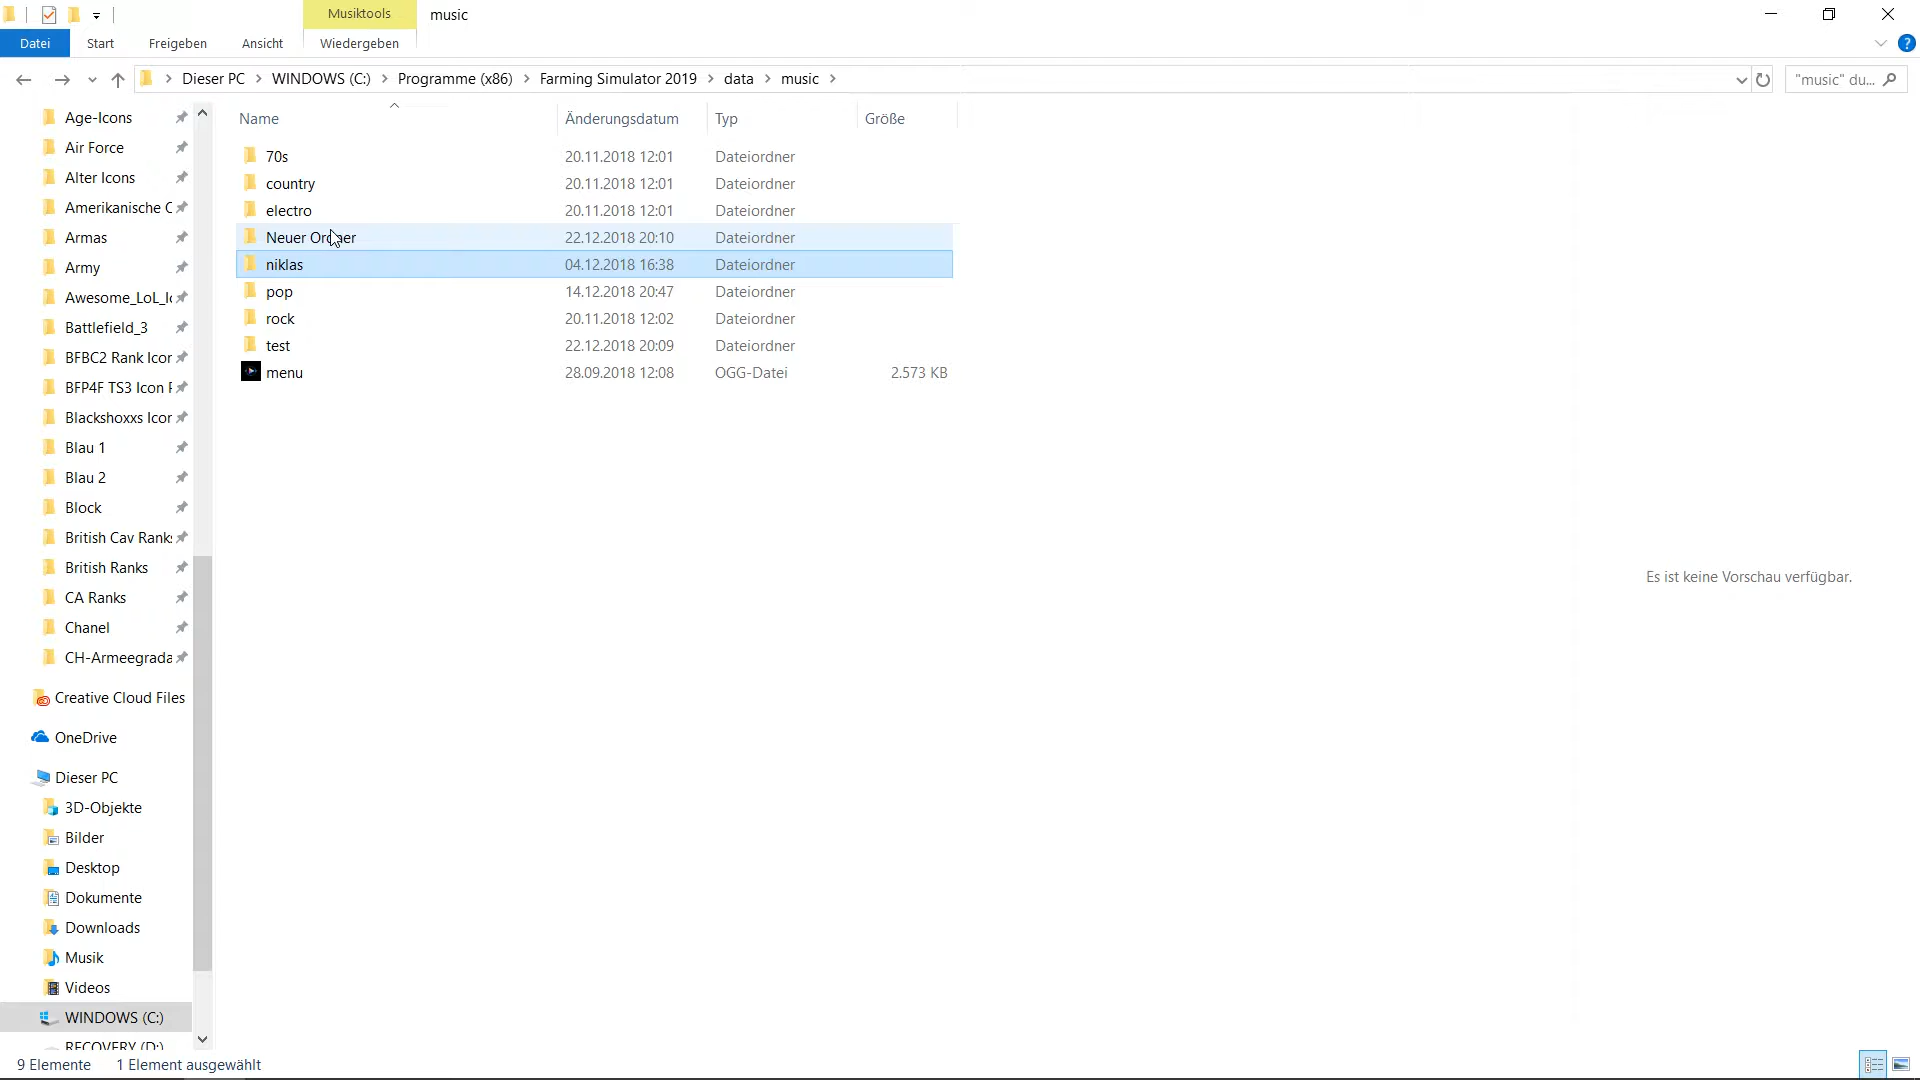 Musiktools
music
Datei
Start
Freigeben
Ansicht
Wiedergeben
?
Dieser PC > WINDOWS (C:) > Programme (x86) > Farming Simulator 2019 > data > music >
"music" du...
Name Änderungsdatum Typ Größe
70s 20.11.2018 12:01 Dateiordner
country 20.11.2018 12:01 Dateiordner
electro 20.11.2018 12:01 Dateiordner
Neuer Ordner 22.12.2018 20:10 Dateiordner
niklas 04.12.2018 16:38 Dateiordner
pop 14.12.2018 20:47 Dateiordner
rock 20.11.2018 12:02 Dateiordner
test 22.12.2018 20:09 Dateiordner
menu 28.09.2018 12:08 OGG-Datei 2.573 KB
Age-Icons
Air Force
Alter Icons
Amerikanische
Armas
Army
Awesome_LoL_
Battlefield_3
BFBC2 Rank Icor
BFP4F TS3 Icon
Blackshoxxs Icor
Blau 1
Blau 2
Block
British Cav Rank
British Ranks
CA Ranks
Chanel
CH-Armeegrada
Creative Cloud Files
OneDrive
Dieser PC
3D-Objekte
Bilder
Desktop
Dokumente
Downloads
Musik
Videos
WINDOWS (C:)
RECOVERY (D:)
Es ist keine Vorschau verfügbar.
9 Elemente 1 Element ausgewählt